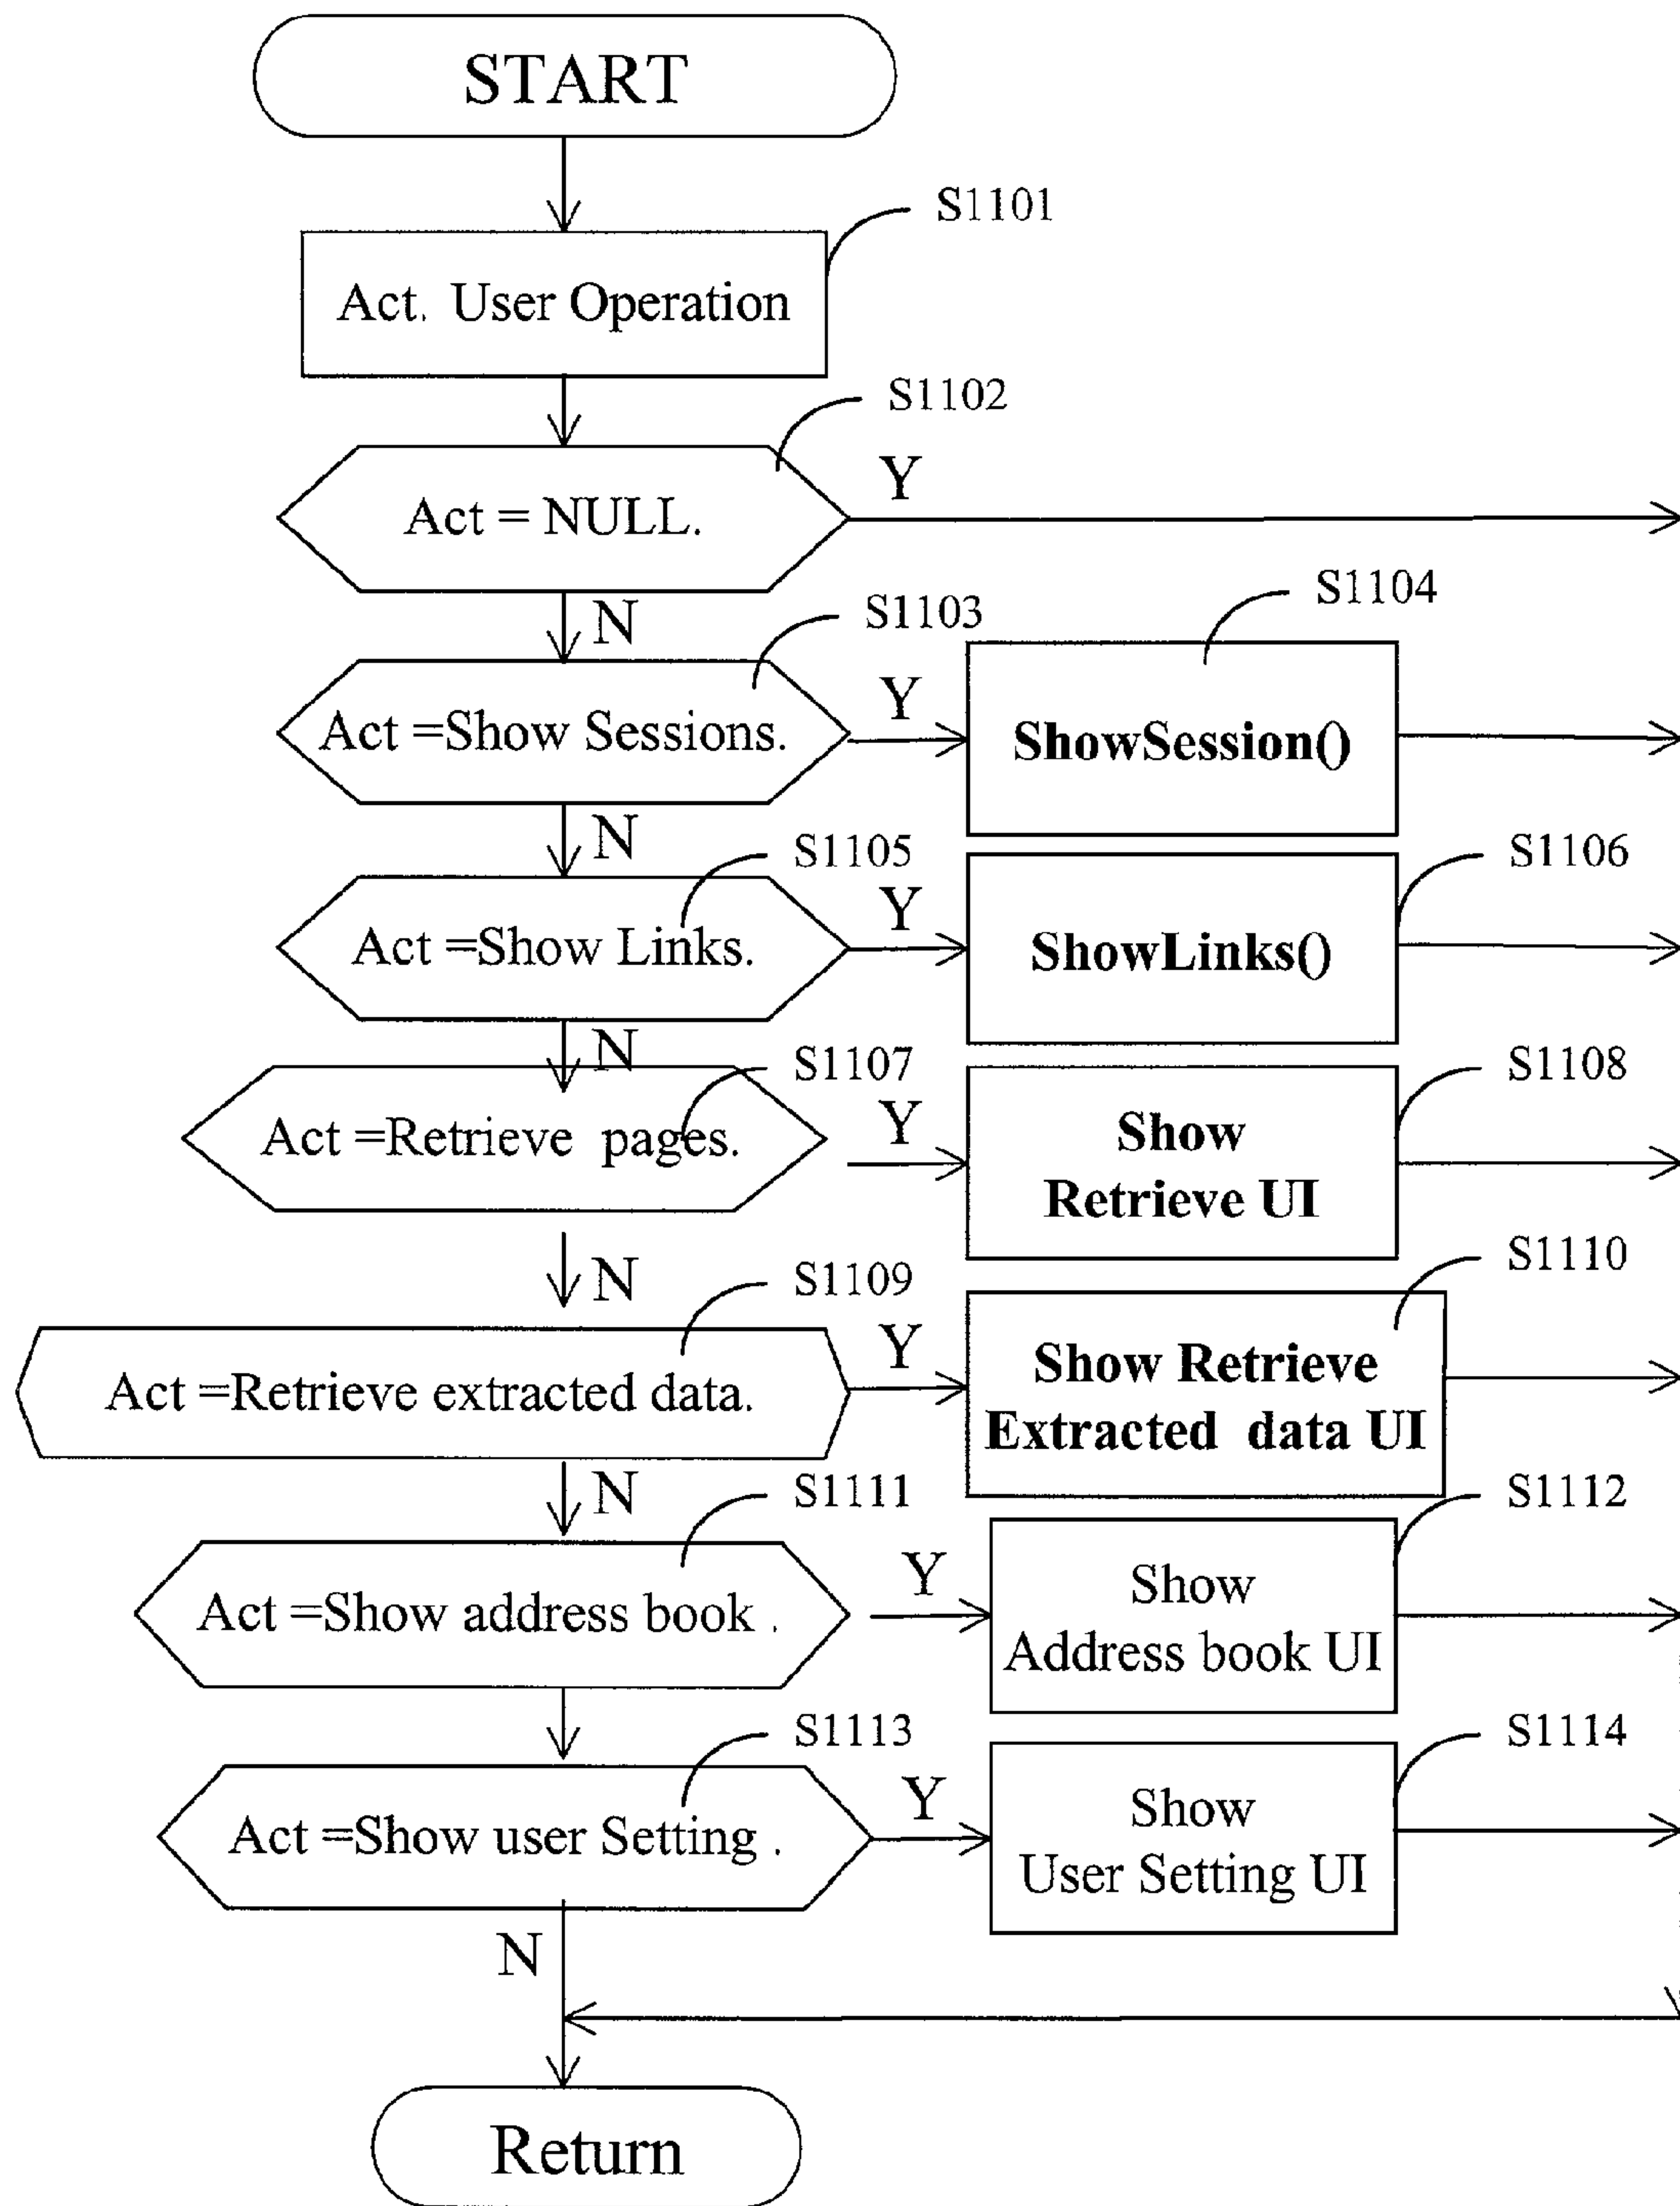 START
S1101
Act. User Operation
S1102
Act = NULL.
Y
N
S1103
S1104
Act =Show Sessions.
Y
ShowSession()
N
S1105
S1106
Act =Show Links.
Y
ShowLinks()
N
S1107
S1108
Act =Retrieve pages.
Y
Show
Retrieve UI
N
S1109
S1110
Act =Retrieve extracted data.
Y
Show Retrieve
Extracted data UI
N
S1111
S1112
Act =Show address book .
Y
Show
Address book UI
S1113
S1114
Act =Show user Setting .
Y
Show
User Setting UI
N
Return